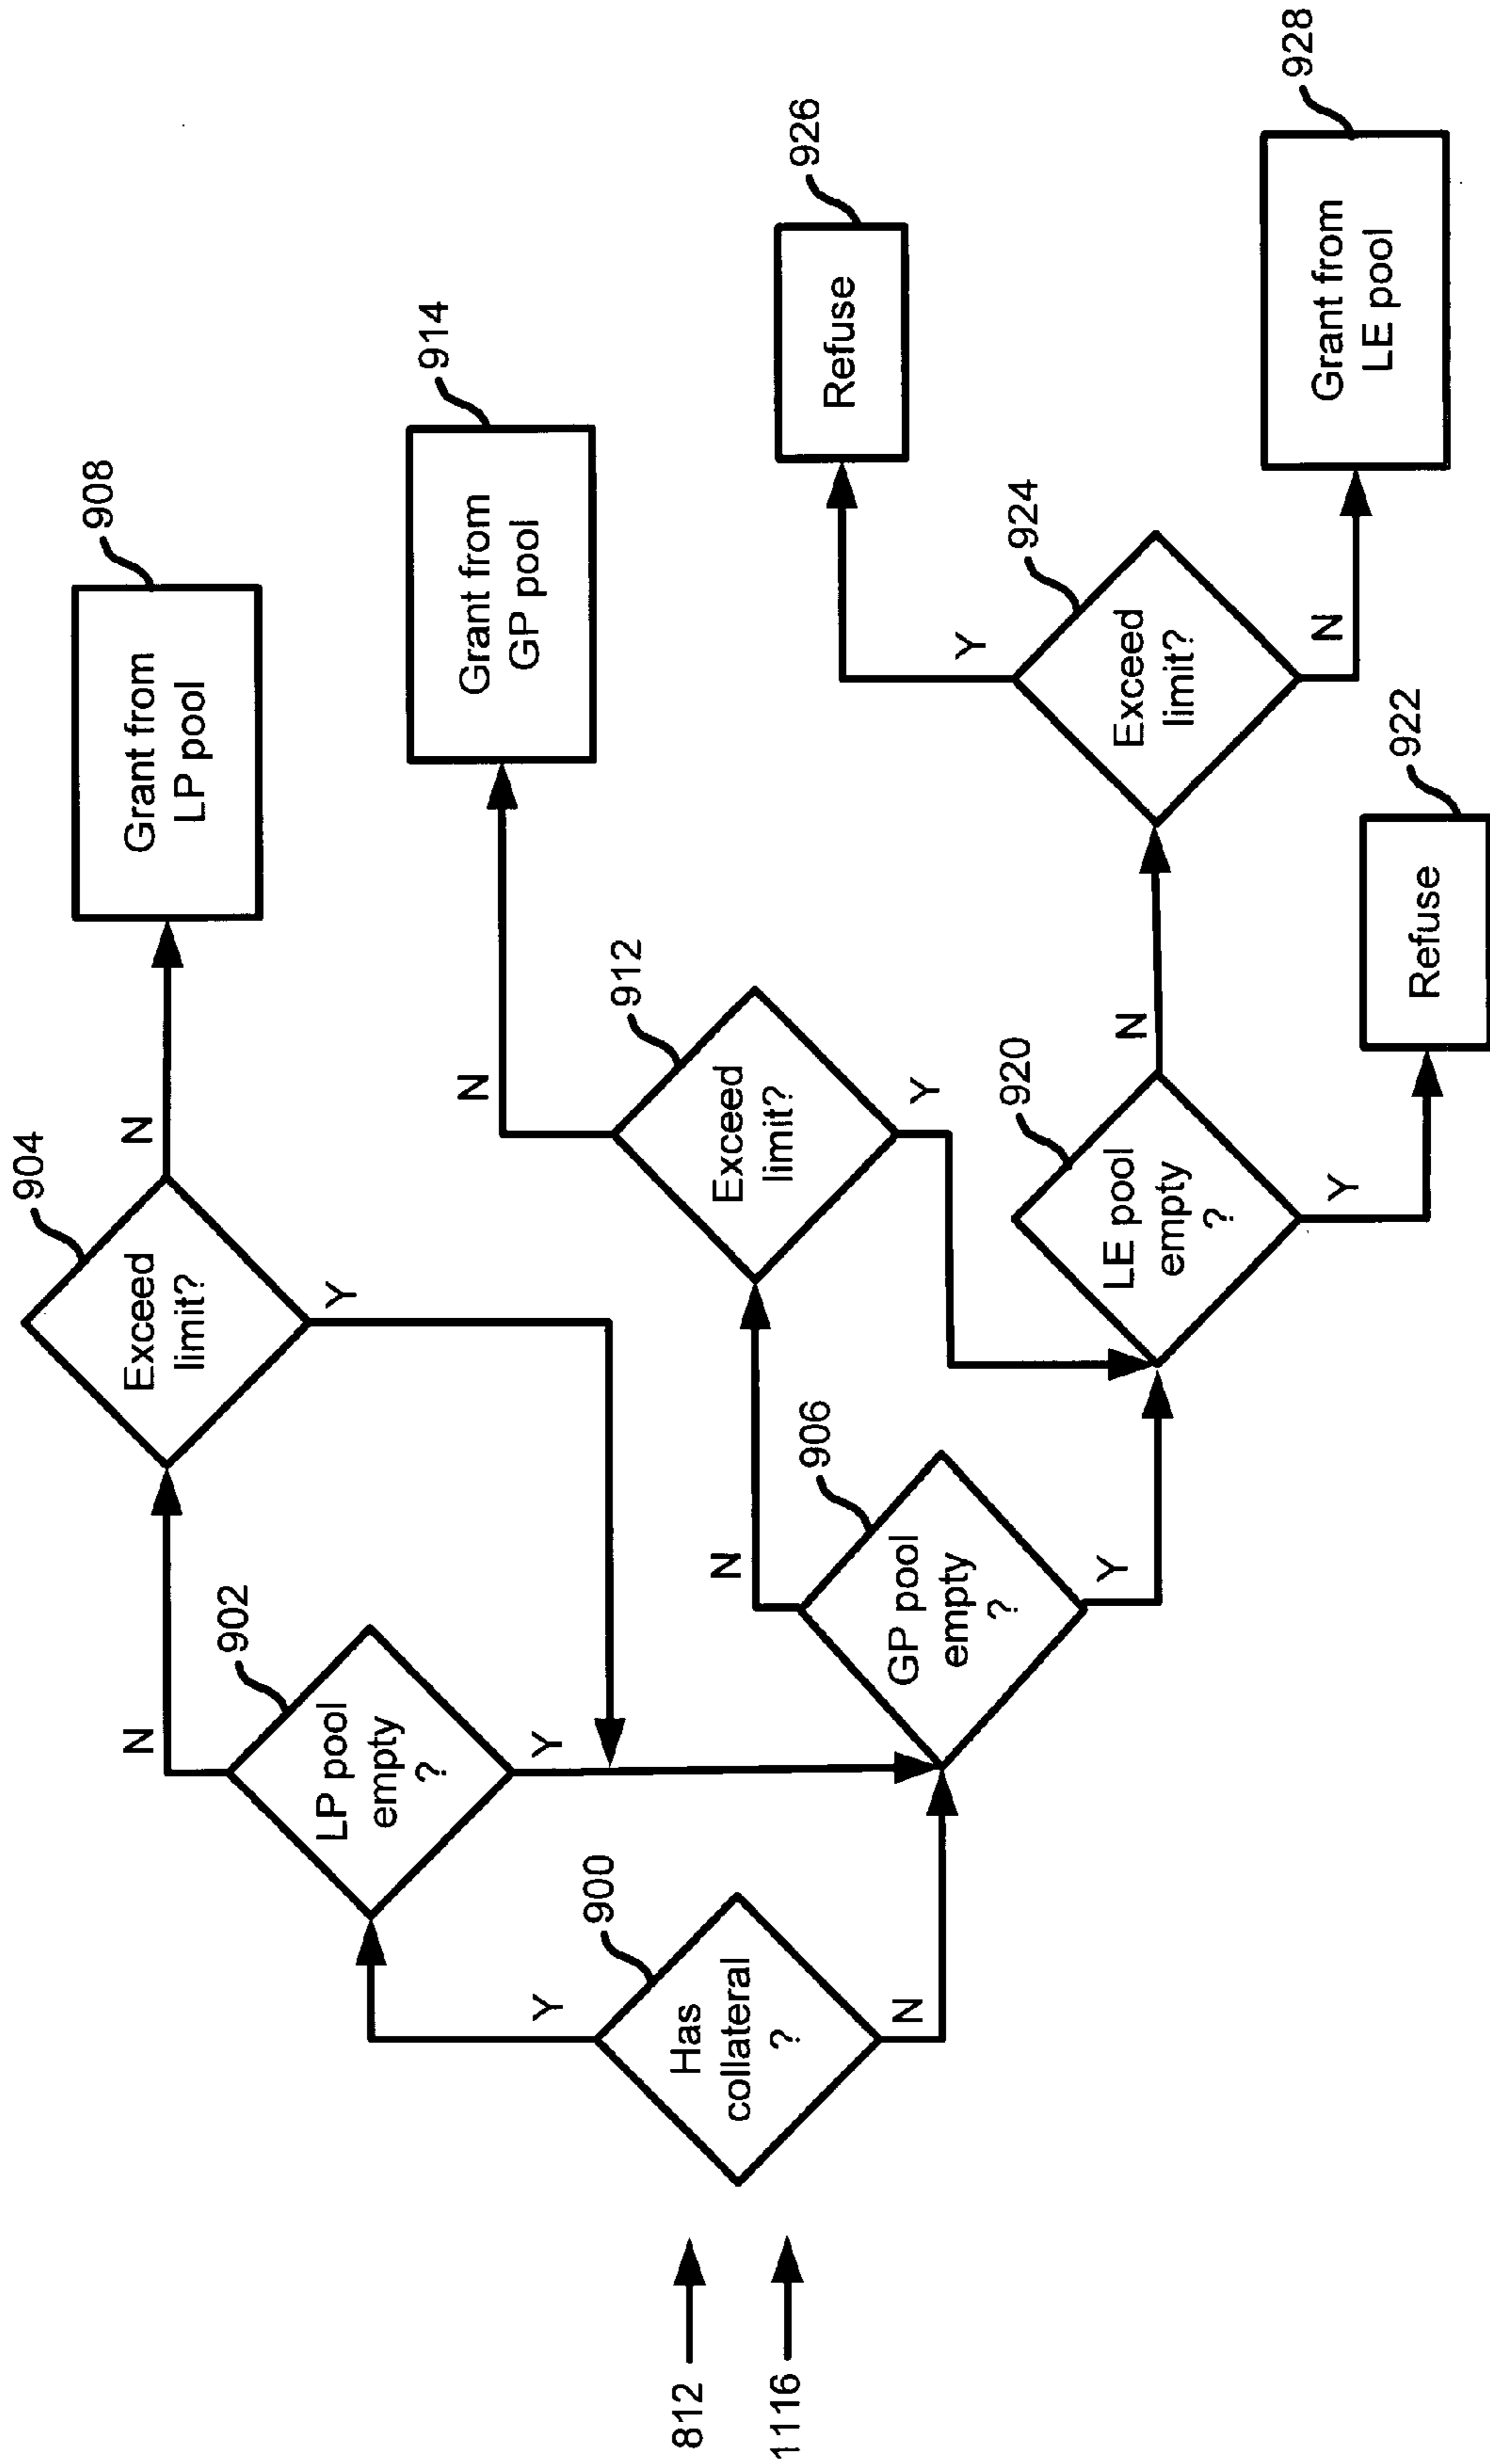 812
1116
900
Has
collateral
?
Y
N
902
LP pool
empty
?
N
Y
904
Exceed
limit?
N
Y
908
Grant from
LP pool
906
GP pool
empty
?
N
Y
912
Exceed
limit?
N
Y
914
Grant from
GP pool
920
LE pool
empty
?
N
Y
922
Refuse
924
Exceed
limit?
Y
N
926
Refuse
928
Grant from
LE pool